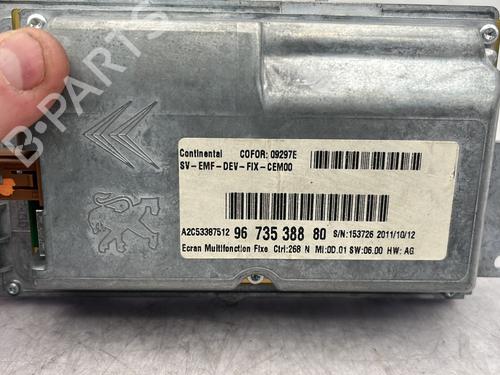 Continental COFOR: 09297E
SV-EMF-DEV-FIX-CEM00
A2C53387512 96 735 388 80 S/N:153726 2011/10/12
Ecran Multifonction Fixe Ctrl:268 N MI:00.01 SW:06.00 HW: AG